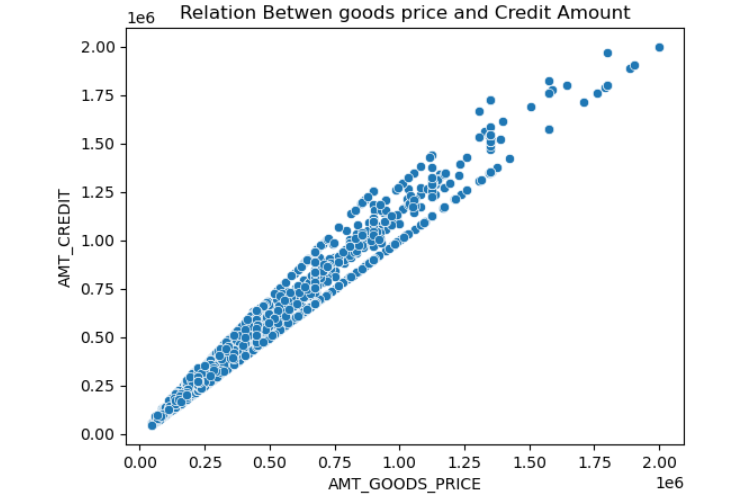 Relation Betwen goods price and Credit Amount
1e6
2.00
1.75
1.50
1.25
1.00
0.75
0.50
0.25
0.00
AMT_CREDIT
0.00 0.25 0.50 0.75 1.00 1.25 1.50 1.75 2.00
AMT_GOODS_PRICE
1e6